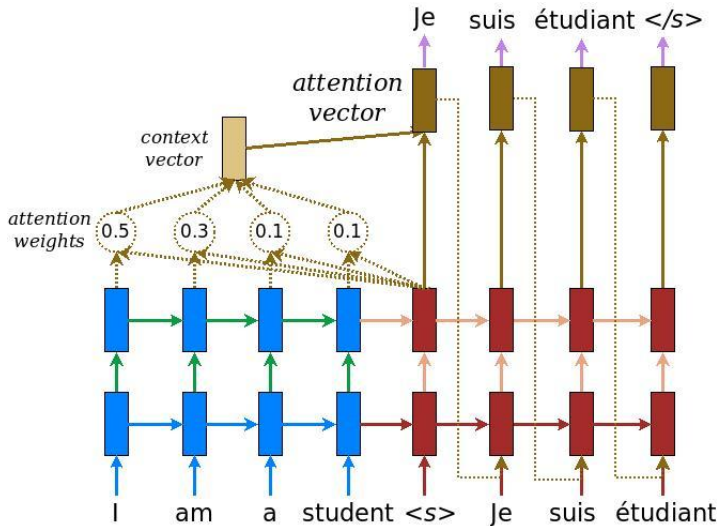 Je suis étudiant </s>
attention
vector
context
vector
attention
weights
0.5 0.3 0.1 0.1
I am a student <s> Je suis étudiant